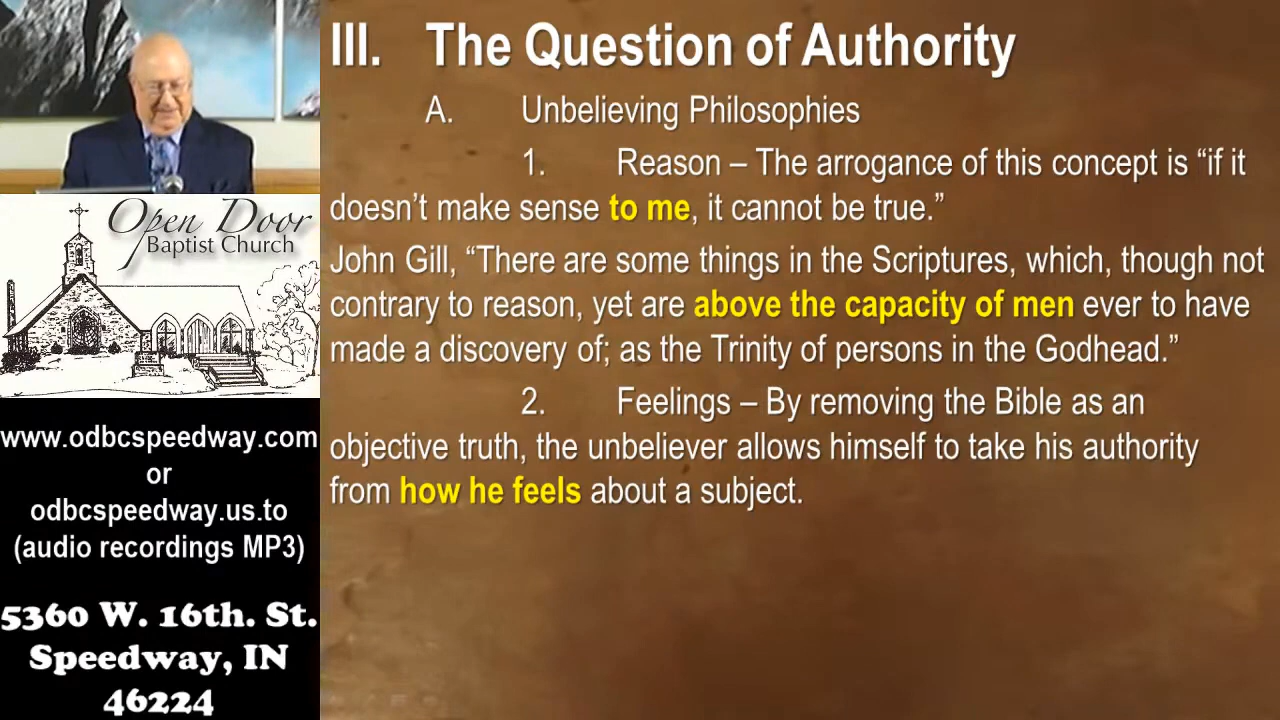 III. The Question of Authority
A. Unbelieving Philosophies
1. Reason – The arrogance of this concept is “if it
doesn’t make sense to me, it cannot be true.”
John Gill, “There are some things in the Scriptures, which, though not
contrary to reason, yet are above the capacity of men ever to have
made a discovery of; as the Trinity of persons in the Godhead.”
2. Feelings – By removing the Bible as an
objective truth, the unbeliever allows himself to take his authority
from how he feels about a subject.
Open Door
Baptist Church
www.odbcspeedway.com
or
odbcspeedway.us.to
(audio recordings MP3)
5360 W. 16th. St.
Speedway, IN
46224